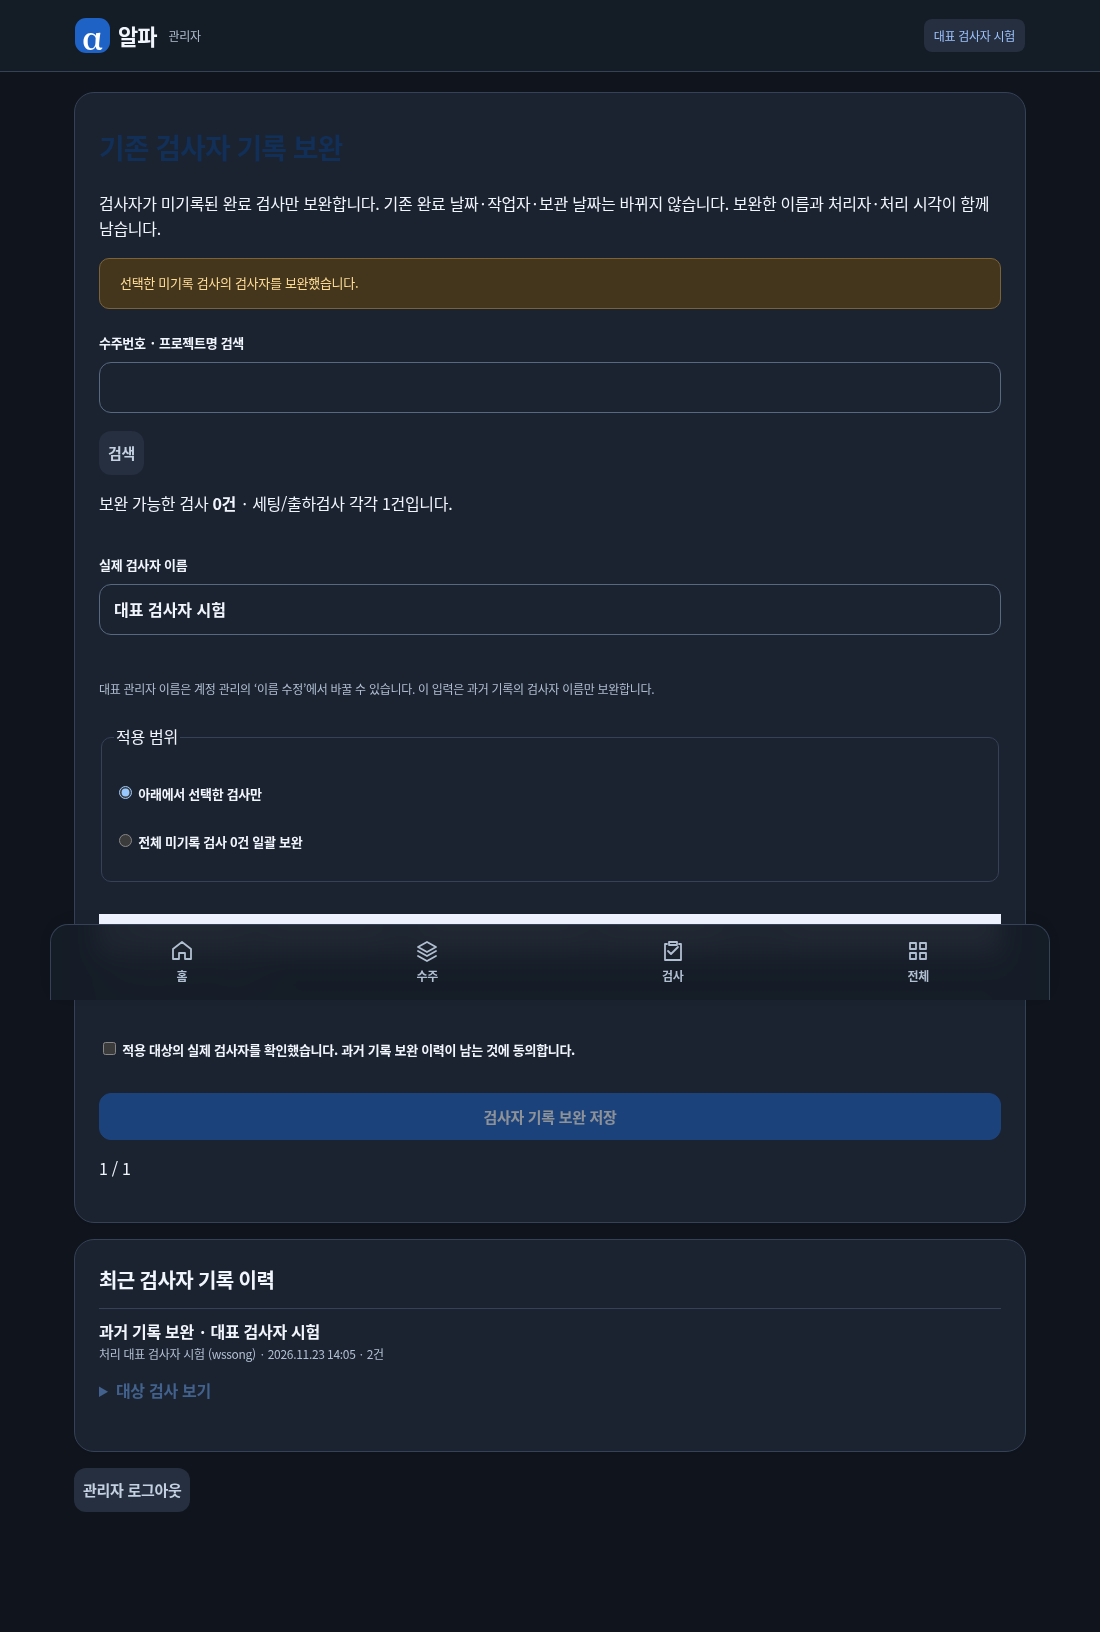 α 알파 관리자
대표 검사자 시험
기존 검사자 기록 보완
검사자가 미기록된 완료 검사만 보완합니다. 기존 완료 날짜·작업자·보관 날짜는 바뀌지 않습니다. 보완한 이름과 처리자·처리 시각이 함께
남습니다.
선택한 미기록 검사의 검사자를 보완했습니다.
수주번호 · 프로젝트명 검색
검색
보완 가능한 검사 0건 · 세팅/출하검사 각각 1건입니다.
실제 검사자 이름
대표 검사자 시험
대표 관리자 이름은 계정 관리의 ‘이름 수정’에서 바꿀 수 있습니다. 이 입력은 과거 기록의 검사자 이름만 보완합니다.
적용 범위
아래에서 선택한 검사만
전체 미기록 검사 0건 일괄 보완
홈 수주 검사 전체
적용 대상의 실제 검사자를 확인했습니다. 과거 기록 보완 이력이 남는 것에 동의합니다.
검사자 기록 보완 저장
1 / 1
최근 검사자 기록 이력
과거 기록 보완 · 대표 검사자 시험
처리 대표 검사자 시험 (wssong) · 2026.11.23 14:05 · 2건
▶ 대상 검사 보기
관리자 로그아웃